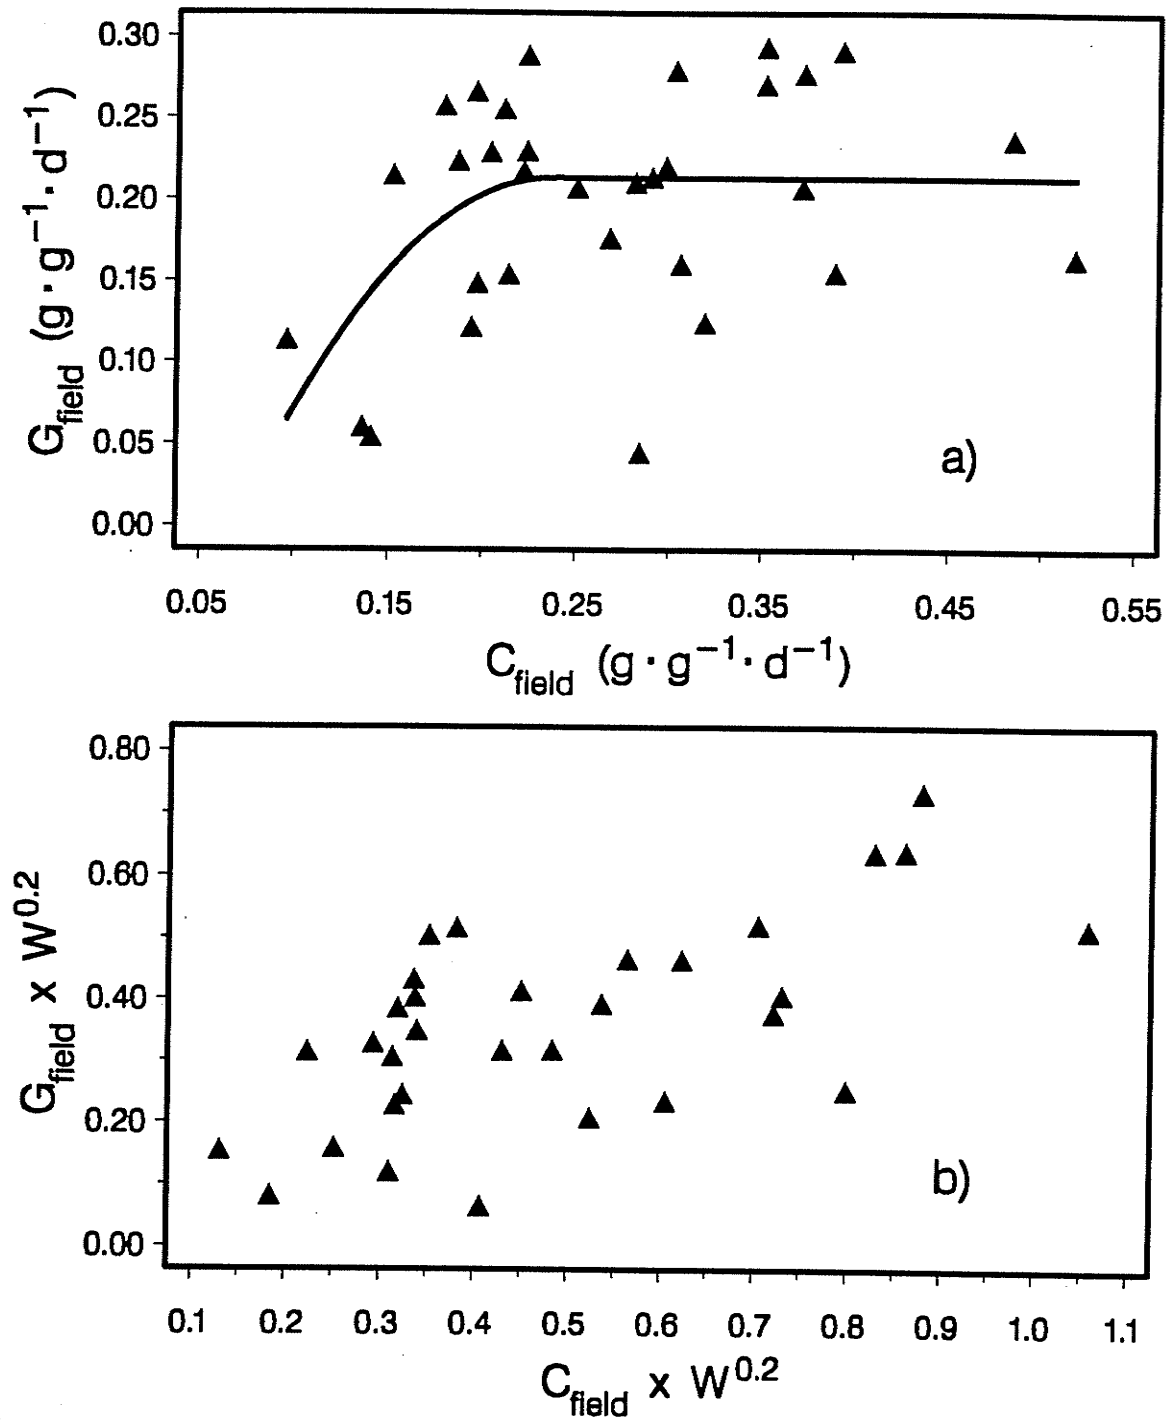 0.30
0.25
0.20
0.15
0.10
0.05
0.00
G_field (g · g⁻¹ · d⁻¹)
a)
0.05 0.15 0.25 0.35 0.45 0.55
C_field (g · g⁻¹ · d⁻¹)
0.80
0.60
0.40
0.20
0.00
G_field x W^0.2
b)
0.1 0.2 0.3 0.4 0.5 0.6 0.7 0.8 0.9 1.0 1.1
C_field x W^0.2